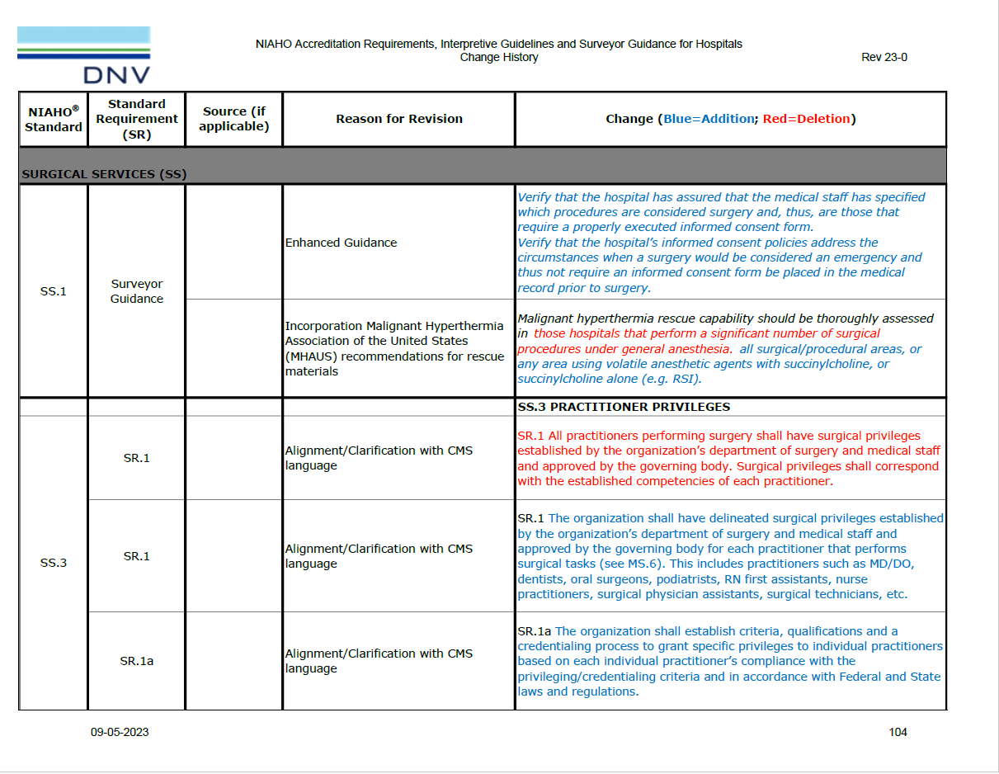 DNV
NIAHO Accreditation Requirements, Interpretive Guidelines and Surveyor Guidance for Hospitals
Change History
Rev 23-0
NIAHO®
Standard
Standard
Requirement
(SR)
Source (if
applicable)
Reason for Revision
Change (Blue=Addition; Red=Deletion)
SURGICAL SERVICES (SS)
SS.1
Surveyor
Guidance
Enhanced Guidance
Verify that the hospital has assured that the medical staff has specified
which procedures are considered surgery and, thus, are those that
require a properly executed informed consent form.
Verify that the hospital's informed consent policies address the
circumstances when a surgery would be considered an emergency and
thus not require an informed consent form be placed in the medical
record prior to surgery.
Incorporation Malignant Hyperthermia
Association of the United States
(MHAUS) recommendations for rescue
materials
Malignant hyperthermia rescue capability should be thoroughly assessed
in those hospitals that perform a significant number of surgical
procedures under general anesthesia. all surgical/procedural areas, or
any area using volatile anesthetic agents with succinylcholine, or
succinylcholine alone (e.g. RSI).
SS.3 PRACTITIONER PRIVILEGES
SS.3
SR.1
Alignment/Clarification with CMS
language
SR.1 All practitioners performing surgery shall have surgical privileges
established by the organization's department of surgery and medical staff
and approved by the governing body. Surgical privileges shall correspond
with the established competencies of each practitioner.
SR.1
Alignment/Clarification with CMS
language
SR.1 The organization shall have delineated surgical privileges established
by the organization's department of surgery and medical staff and
approved by the governing body for each practitioner that performs
surgical tasks (see MS.6). This includes practitioners such as MD/DO,
dentists, oral surgeons, podiatrists, RN first assistants, nurse
practitioners, surgical physician assistants, surgical technicians, etc.
SR.1a
Alignment/Clarification with CMS
language
SR.1a The organization shall establish criteria, qualifications and a
credentialing process to grant specific privileges to individual practitioners
based on each individual practitioner's compliance with the
privileging/credentialing criteria and in accordance with Federal and State
laws and regulations.
09-05-2023
104